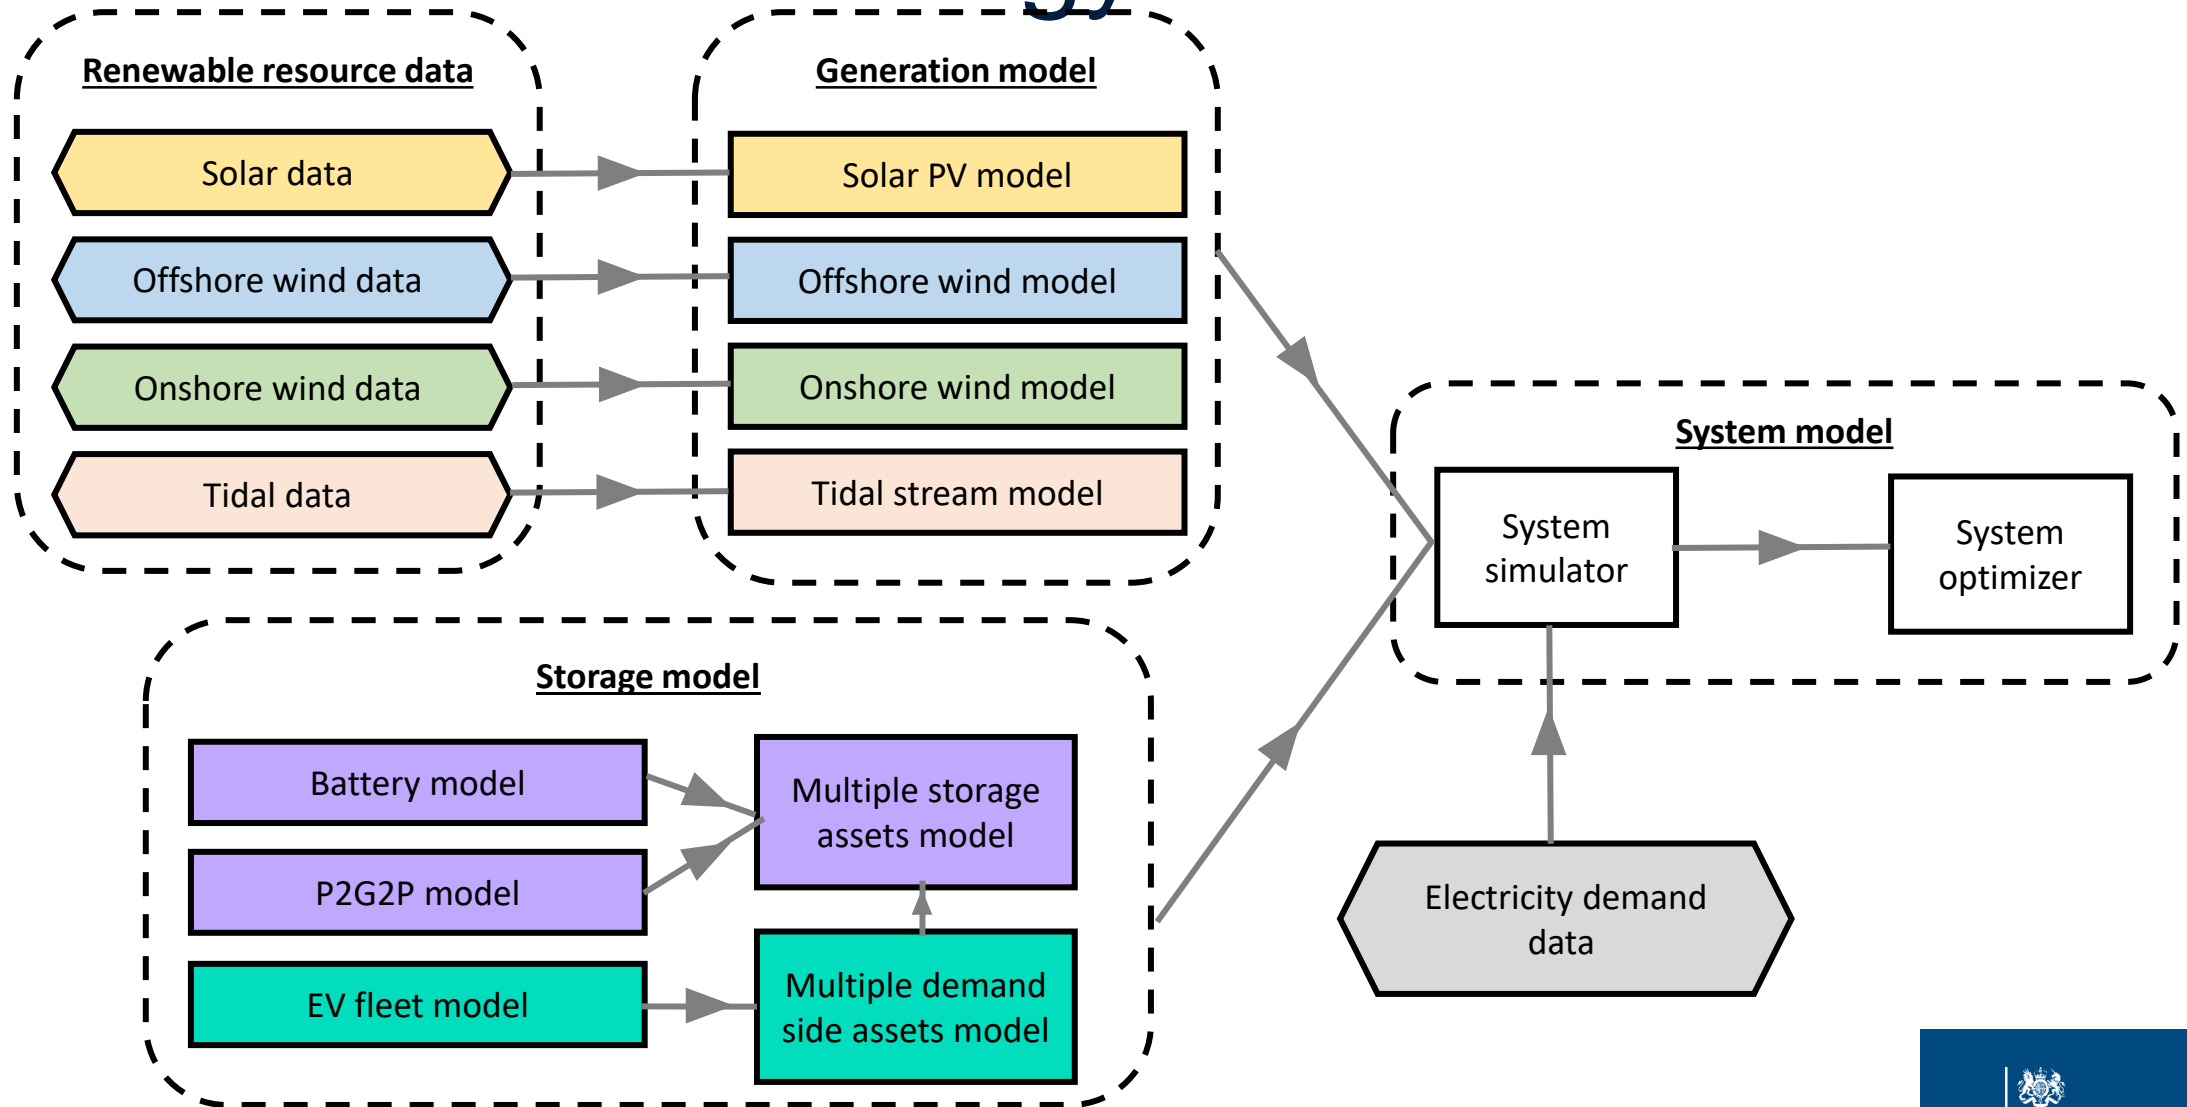 Renewable resource data
Solar data
Offshore wind data
Onshore wind data
Tidal data
Generation model
Solar PV model
Offshore wind model
Onshore wind model
Tidal stream model
Storage model
Battery model
P2G2P model
EV fleet model
Multiple storage
assets model
Multiple demand
side assets model
System model
System
simulator
System
optimizer
Electricity demand
data